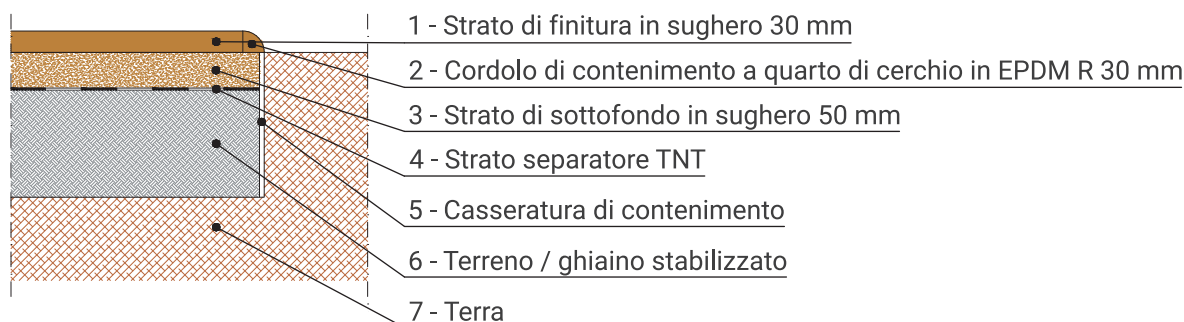 1 - Strato di finitura in sughero 30 mm
2 - Cordolo di contenimento a quarto di cerchio in EPDM R 30 mm
3 - Strato di sottofondo in sughero 50 mm
4 - Strato separatore TNT
5 - Casseratura di contenimento
6 - Terreno / ghiaino stabilizzato
7 - Terra